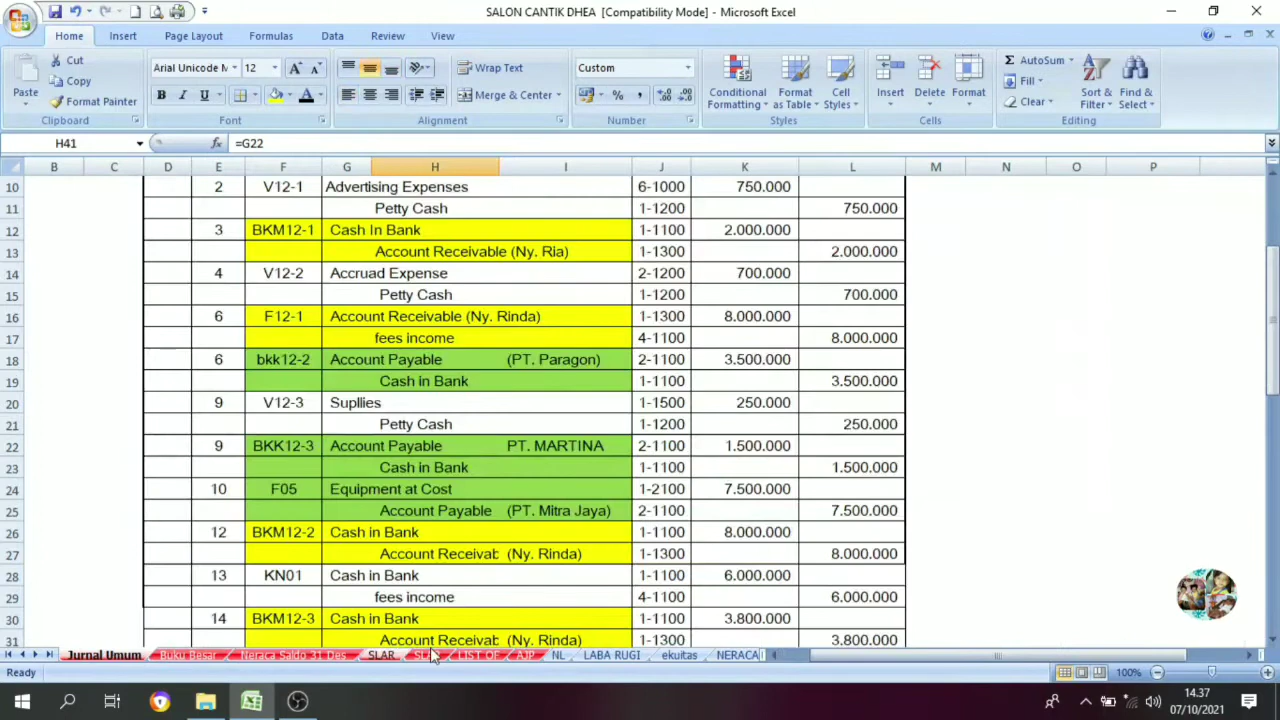 SALON CANTIK DHEA [Compatibility Mode] - Microsoft Excel
Home Insert Page Layout Formulas Data Review View
Cut
Copy
Format Painter
Paste
Clipboard
Arial Unicode M 12
B I U
Font
Wrap Text
Merge & Center
Alignment
Custom
Number
Conditional Formatting
Format as Table
Cell Styles
Styles
Insert Delete Format
Cells
AutoSum
Fill
Clear
Sort & Filter
Find & Select
Editing
H41 fx =G22
B C D E F G H I J K L M N O P
10 2 V12-1 Advertising Expenses 6-1000 750.000
11 Petty Cash 1-1200 750.000
12 3 BKM12-1 Cash In Bank 1-1100 2.000.000
13 Account Receivable (Ny. Ria) 1-1300 2.000.000
14 4 V12-2 Accruad Expense 2-1200 700.000
15 Petty Cash 1-1200 700.000
16 6 F12-1 Account Receivable (Ny. Rinda) 1-1300 8.000.000
17 fees income 4-1100 8.000.000
18 6 bkk12-2 Account Payable (PT. Paragon) 2-1100 3.500.000
19 Cash in Bank 1-1100 3.500.000
20 9 V12-3 Supllies 1-1500 250.000
21 Petty Cash 1-1200 250.000
22 9 BKK12-3 Account Payable PT. MARTINA 2-1100 1.500.000
23 Cash in Bank 1-1100 1.500.000
24 10 F05 Equipment at Cost 1-2100 7.500.000
25 Account Payable (PT. Mitra Jaya) 2-1100 7.500.000
26 12 BKM12-2 Cash in Bank 1-1100 8.000.000
27 Account Receivat (Ny. Rinda) 1-1300 8.000.000
28 13 KN01 Cash in Bank 1-1100 6.000.000
29 fees income 4-1100 6.000.000
30 14 BKM12-3 Cash in Bank 1-1100 3.800.000
31 Account Receivat (Ny. Rinda) 1-1300 3.800.000
Jurnal Umum Buku Besar Neraca Saldo 31 Des SLAR LIST OF AJP NL LABA RUGI ekuitas NERACA
Ready 100%
14.37
07/10/2021